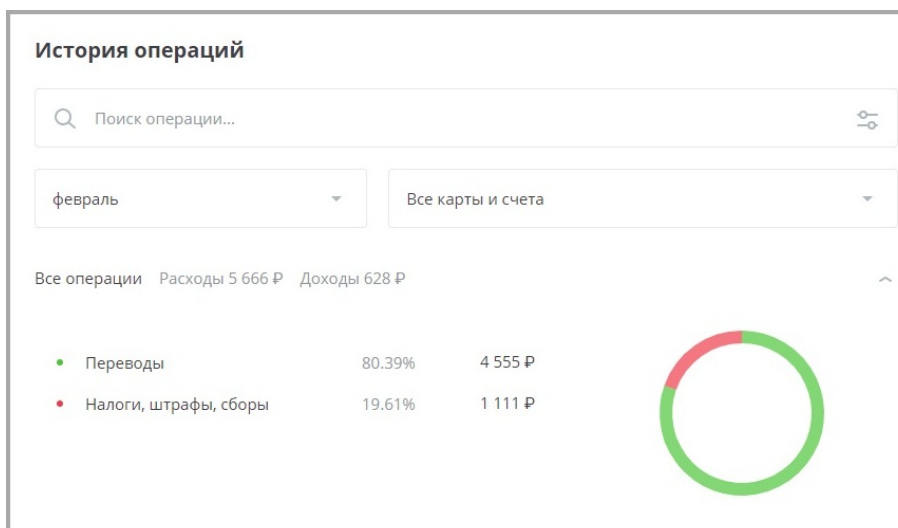 История операций
Поиск операции...
февраль Все карты и счета
Все операции Расходы 5 666 ₽ Доходы 628 ₽
Переводы 80.39% 4 555 ₽
Налоги, штрафы, сборы 19.61% 1 111 ₽